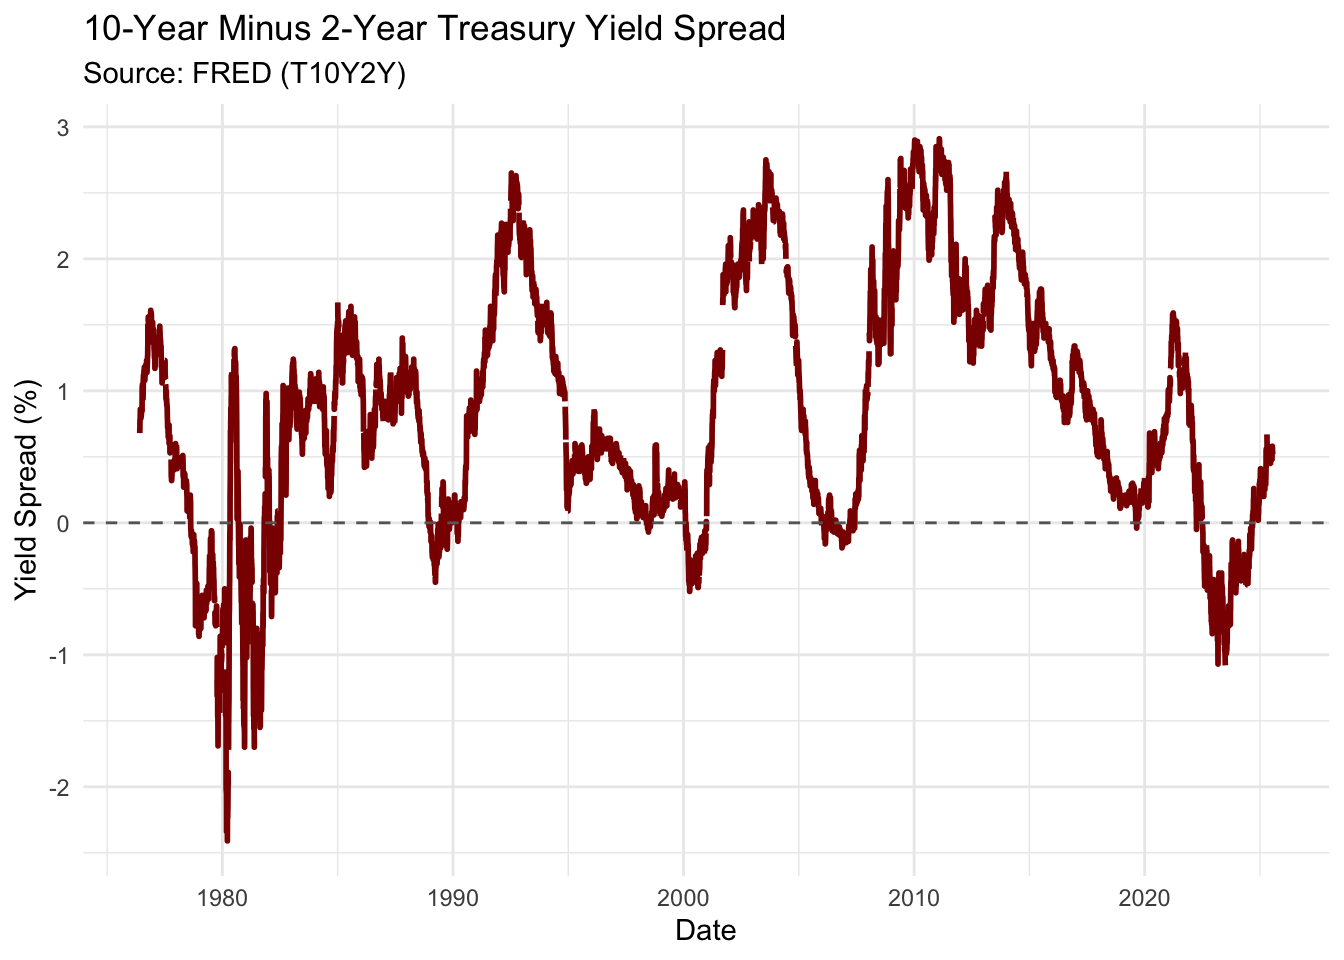 10-Year Minus 2-Year Treasury Yield Spread
Source: FRED (T10Y2Y)
3
2
1
0
-1
-2
Yield Spread (%)
1980 1990 2000 2010 2020
Date